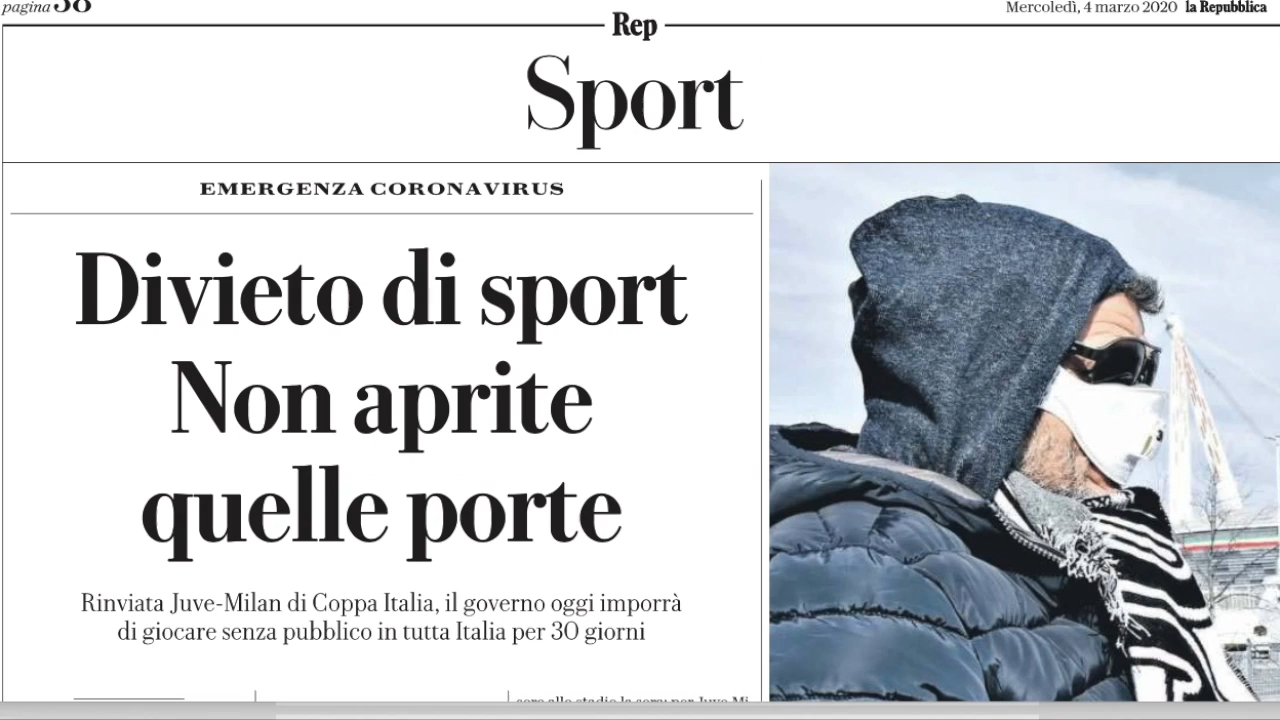 pagina 38
Mercoledì, 4 marzo 2020 la Repubblica
Rep
Sport
EMERGENZA CORONAVIRUS
Divieto di sport
Non aprite
quelle porte
Rinviata Juve-Milan di Coppa Italia, il governo oggi imporrà
di giocare senza pubblico in tutta Italia per 30 giorni